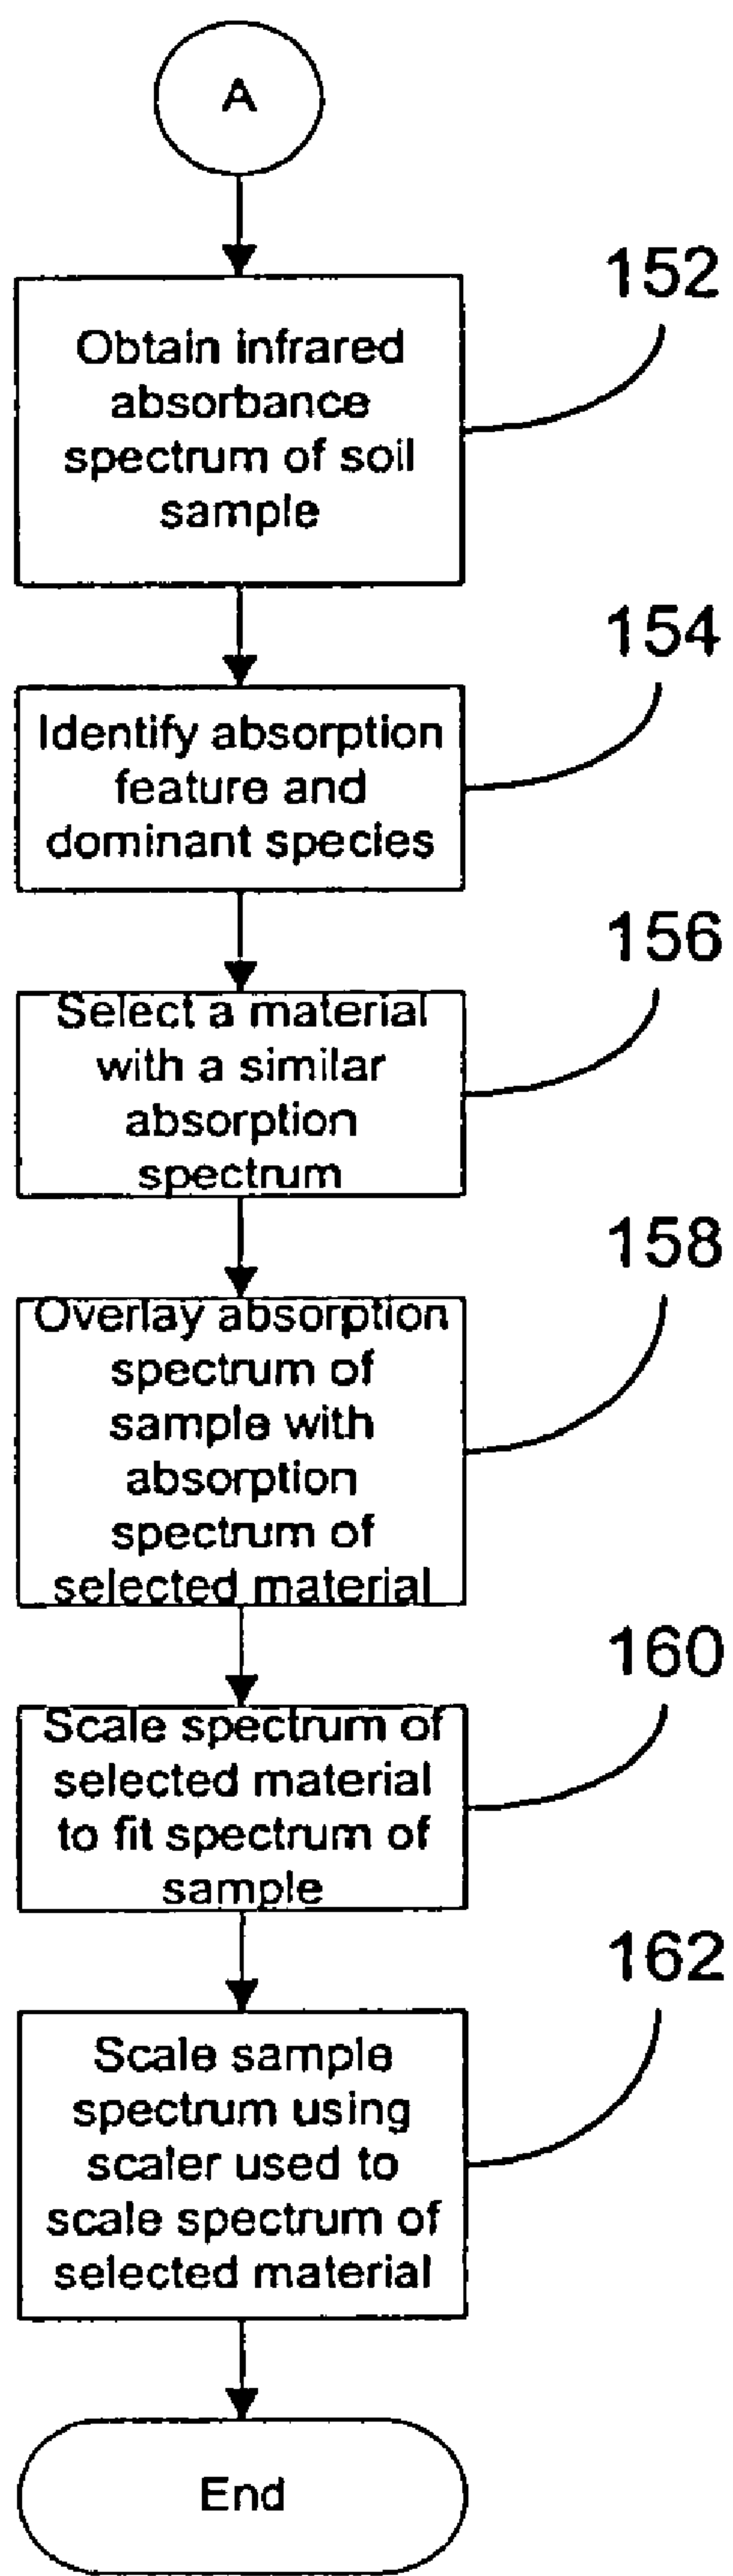 A
152
Obtain infrared
absorbance
spectrum of soil
sample
154
Identify absorption
feature and
dominant species
156
Select a material
with a similar
absorption
spectrum
158
Overlay absorption
spectrum of
sample with
absorption
spectrum of
selected material
160
Scale spectrum of
selected material
to fit spectrum of
sample
162
Scale sample
spectrum using
scaler used to
scale spectrum of
selected material
End